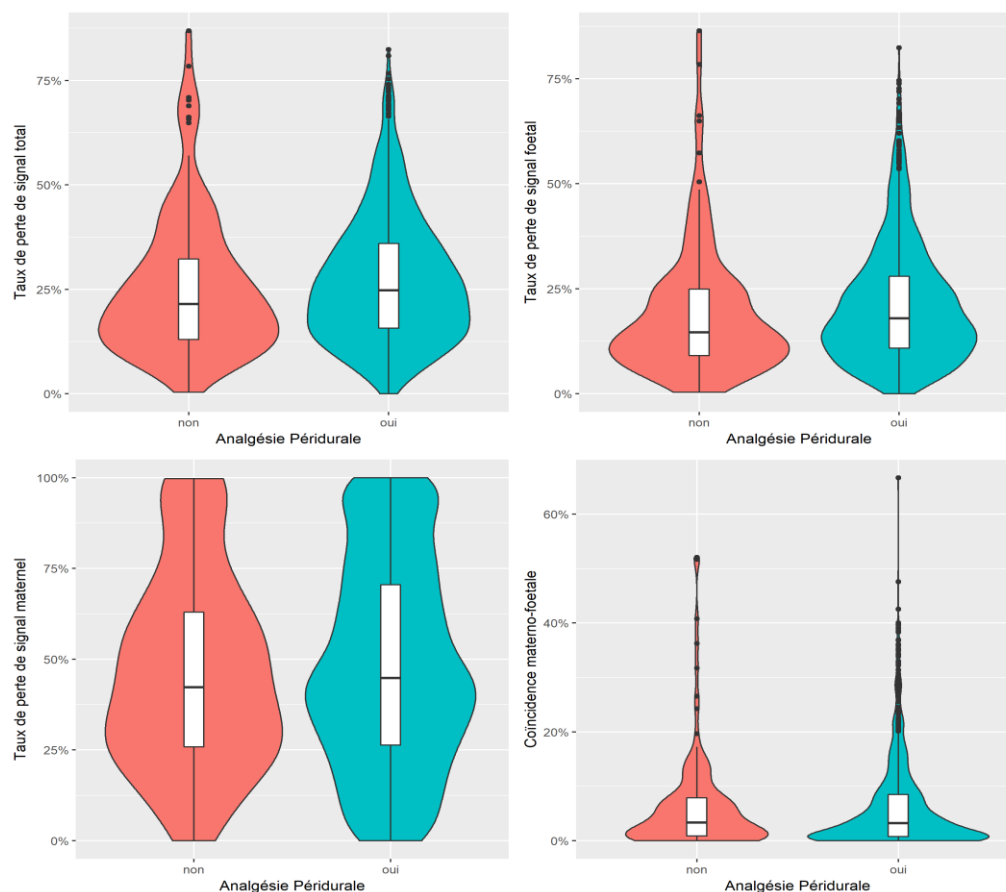 Taux de perte de signal total
75%
50%
25%
0%
non
oui
Analgésie Péridurale
Taux de perte de signal foetal
75%
50%
25%
0%
non
oui
Analgésie Péridurale
Taux de perte de signal maternel
100%
75%
50%
25%
0%
non
oui
Analgésie Péridurale
Coïncidence materno-foetale
60%
40%
20%
0%
non
oui
Analgésie Péridurale